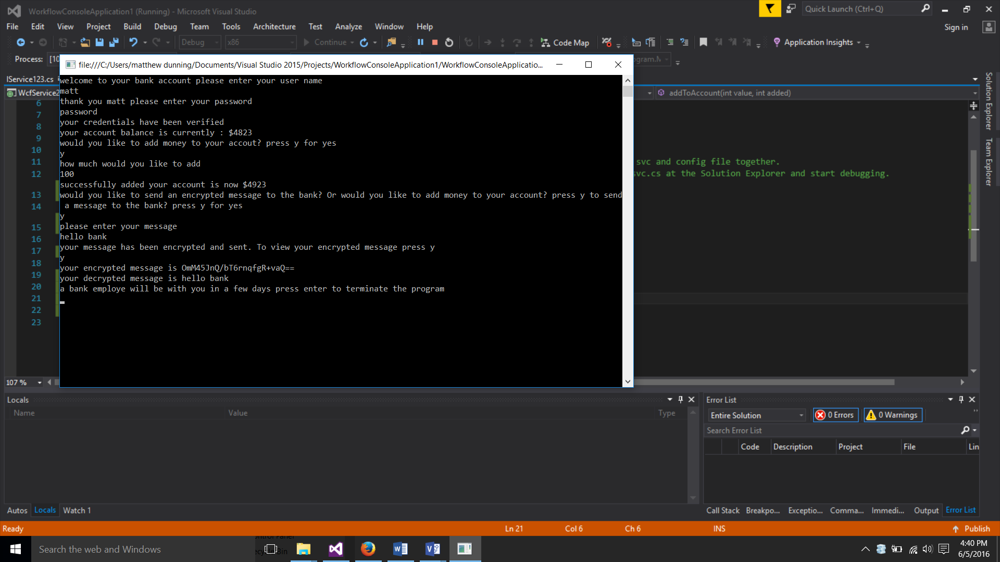 WorkflowConsoleApplication1 (Running) - Microsoft Visual Studio
Quick Launch (Ctrl+Q)
File Edit View Project Build Debug Team Tools Architecture Test Analyze Window Help
Sign in
Debug x86 Continue Code Map Application Insights
Process: [10
ogram.M
file:///C:/Users/matthew dunning/Documents/Visual Studio 2015/Projects/WorkflowConsoleApplication1/WorkflowConsoleApplicatio...
IService123.cs
WcfService2
addToAccount(int value, int added)
Solution Explorer
Team Explorer
welcome to your bank account please enter your user name
matt
thank you matt please enter your password
password
your credentials have been verified
your account balance is currently : $4823
would you like to add money to your accout? press y for yes
y
how much would you like to add
100
successfully added your account is now $4923
would you like to send an encrypted message to the bank? Or would you like to add money to your account? press y to send
a message to the bank? press y for yes
y
please enter your message
hello bank
your message has been encrypted and sent. To view your encrypted message press y
y
your encrypted message is OmM45JnQ/bT6rnqfgR+vaQ==
your decrypted message is hello bank
a bank employe will be with you in a few days press enter to terminate the program
6
7
8
9
10
11
12
13
14
15
16
17
18
19
20
21
22
23
svc and config file together.
svc.cs at the Solution Explorer and start debugging.
107 %
Locals
Name Value Type
Error List
Entire Solution 0 Errors 0 Warnings
Search Error List
Code Description Project File Lin
Autos Locals Watch 1
Call Stack Breakpo... Exceptio... Comma... Immedi... Output Error List
Ready Ln 21 Col 6 Ch 6 INS Publish
Search the web and Windows
4:40 PM
6/5/2016